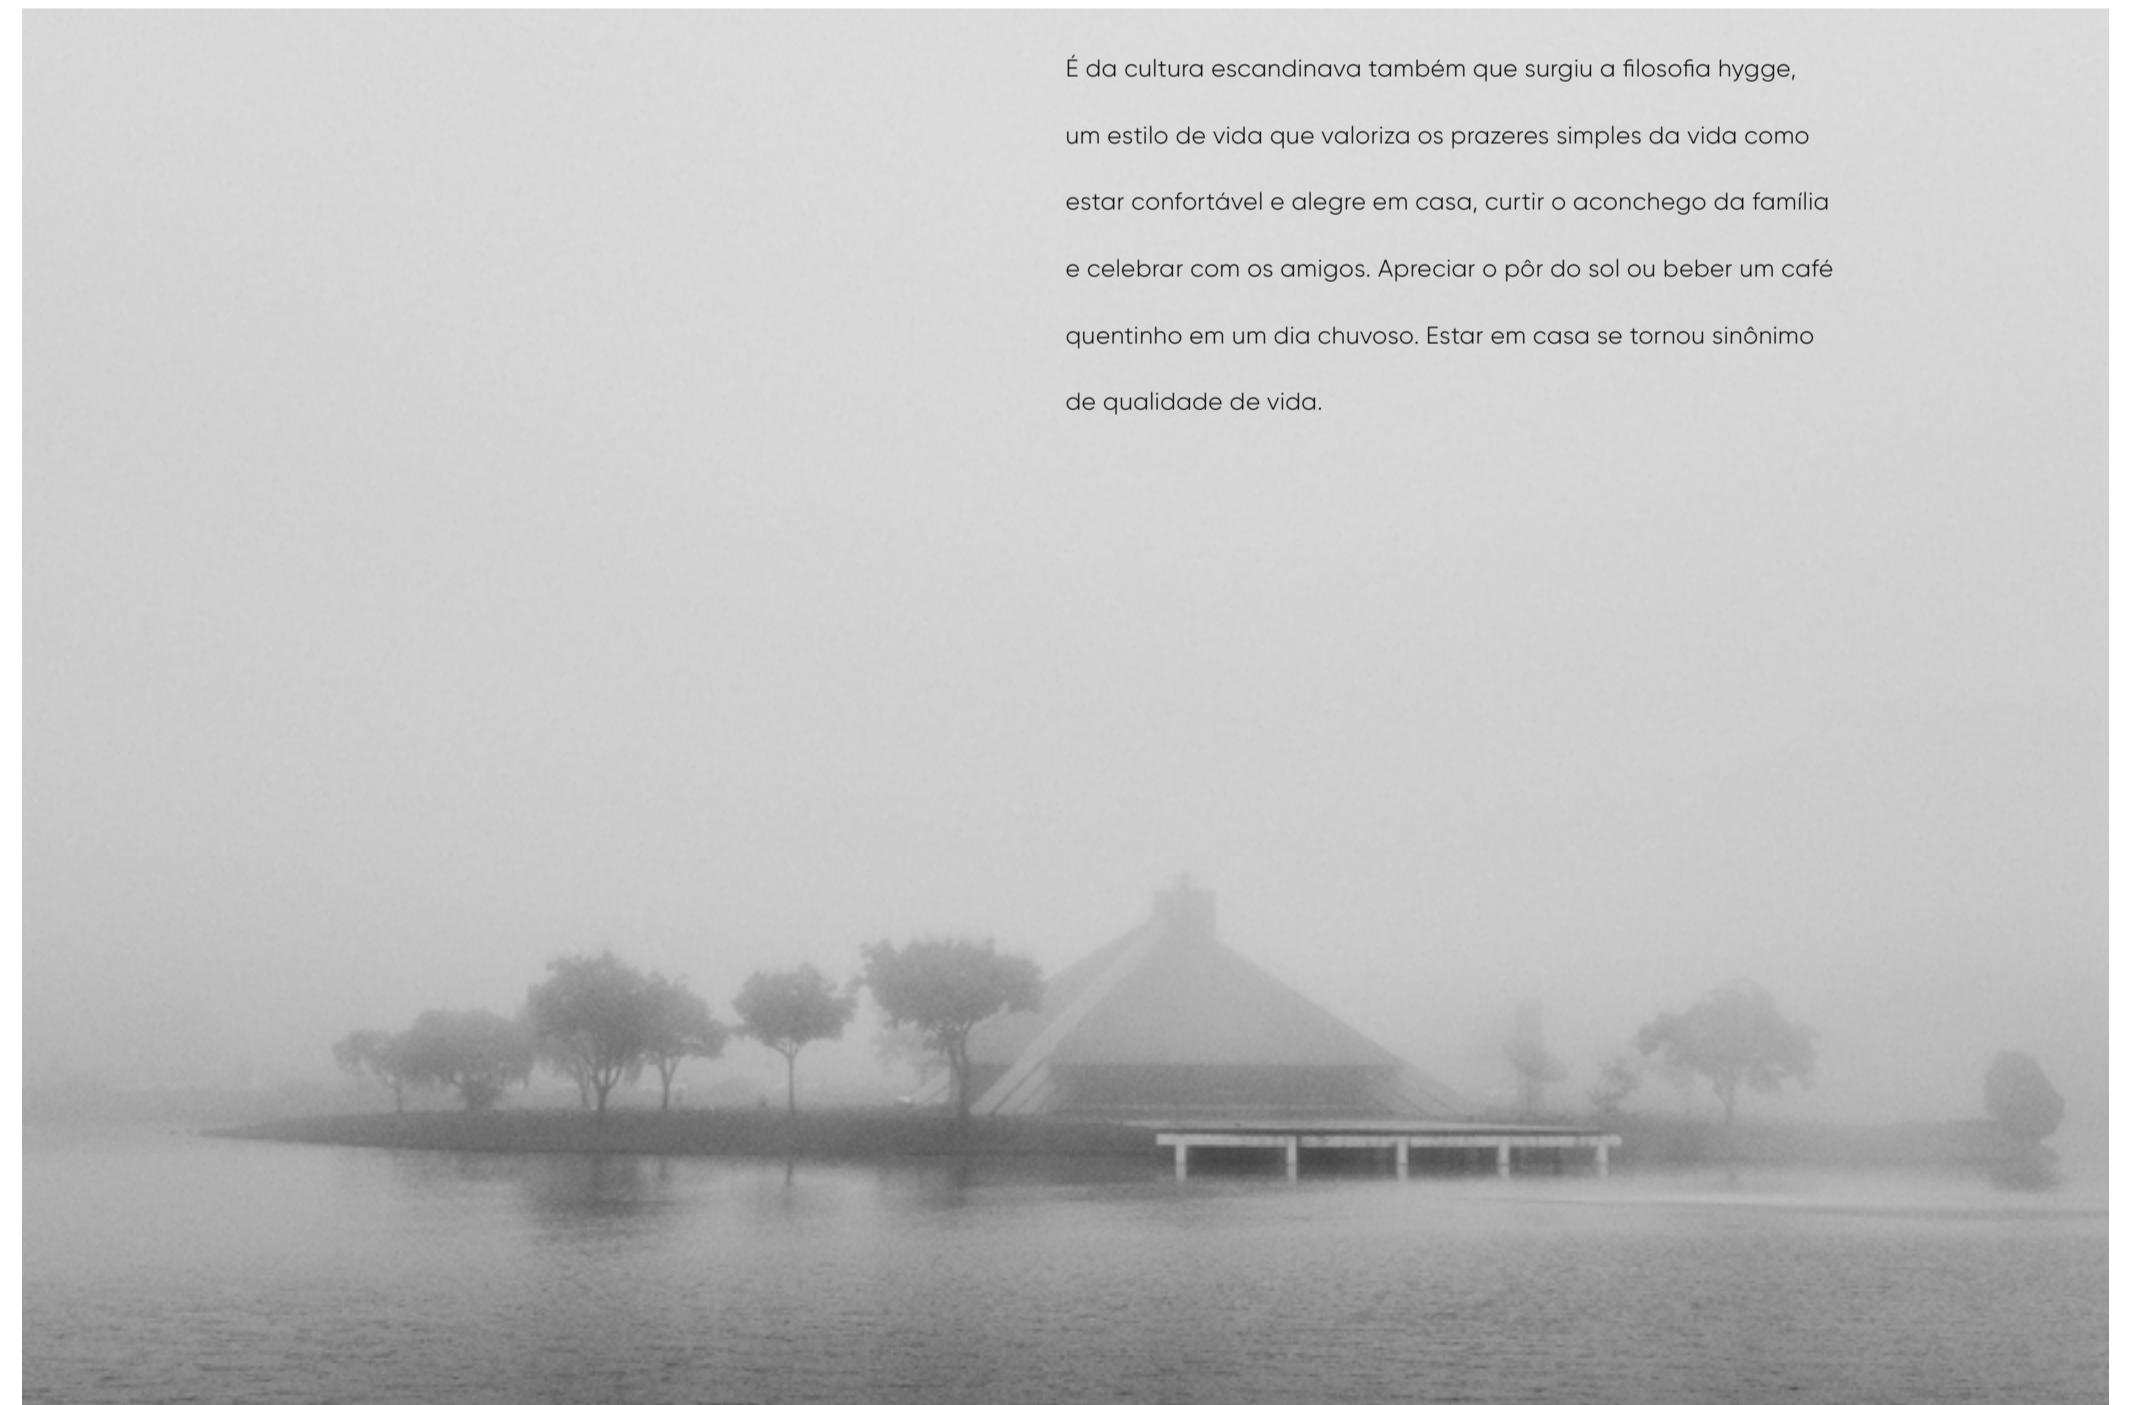 É da cultura escandinava também que surgiu a filosofia hygge,
um estilo de vida que valoriza os prazeres simples da vida como
estar confortável e alegre em casa, curtir o aconchego da família
e celebrar com os amigos. Apreciar o pôr do sol ou beber um café
quentinho em um dia chuvoso. Estar em casa se tornou sinônimo
de qualidade de vida.